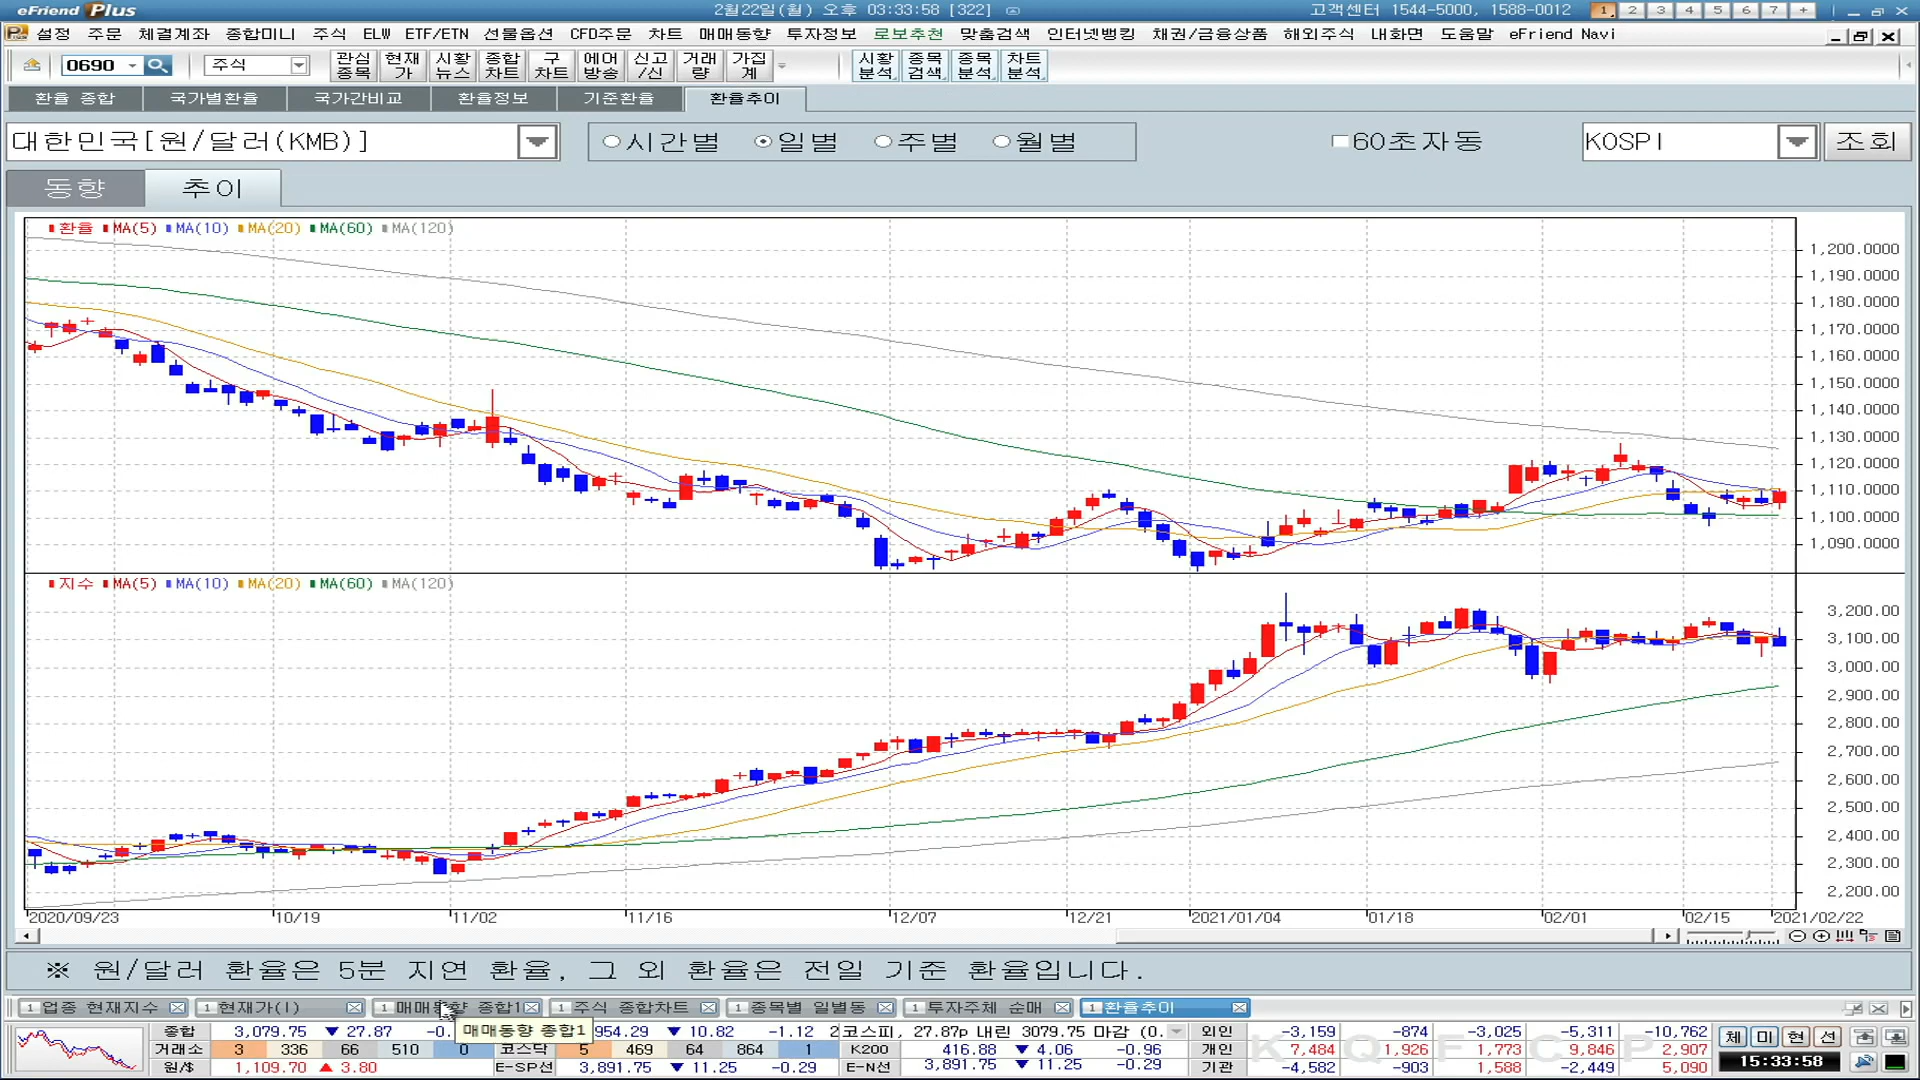 eFriend Plus 2월22일(월) 오후 03:33:58 [322] 고객센터 1544-5000, 1588-0012 1 2 3 4 5 6 7 +
설정 주문 체결계좌 종합미니 주식 ELW ETF/ETN 선물옵션 CFD주문 차트 매매동향 투자정보 로보추천 맞춤검색 인터넷뱅킹 채권/금융상품 해외주식 내화면 도움말 eFriend Navi
0690 주식 관심종목 현재가 시황뉴스 종합차트 구차트 에어방송 신고/신 거래량 가집계 시황분석 종목검색 종목분석 차트분석
환율 종합 국가별환율 국가간비교 환율정보 기준환율 환율추이
대한민국[원/달러(KMB)] 시간별 일별 주별 월별 60초자동 KOSPI 조회
동향 추이
환율 MA(5) MA(10) MA(20) MA(60) MA(120)
1,200.0000
1,190.0000
1,180.0000
1,170.0000
1,160.0000
1,150.0000
1,140.0000
1,130.0000
1,120.0000
1,110.0000
1,100.0000
1,090.0000
지수 MA(5) MA(10) MA(20) MA(60) MA(120)
3,200.00
3,100.00
3,000.00
2,900.00
2,800.00
2,700.00
2,600.00
2,500.00
2,400.00
2,300.00
2,200.00
2020/09/23 10/19 11/02 11/16 12/07 12/21 2021/01/04 01/18 02/01 02/15 2021/02/22
※ 원/달러 환율은 5분 지연 환율, 그 외 환율은 전일 기준 환율입니다.
1 업종 현재지수 1 현재가(I) 1 매매동향 종합1 1 주식 종합차트 1 종목별 일별동 1 투자주체 순매 1 환율추이
매매동향 종합1
종합 3,079.75 ▼ 27.87 954.29 ▼ 10.82 -1.12 코스피, 27.87p 내린 3079.75 마감 (0. 외인 -3,159 -874 -3,025 -5,311 -10,762 체 미 현 선
거래소 3 336 66 510 0 코스닥 5 469 64 864 1 K200 416.88 ▼ 4.06 -0.96 개인 7,484 1,926 1,773 9,846 2,907
원/$ 1,109.70 ▲ 3.80 E-SP선 3,891.75 ▼ 11.25 -0.29 E-N선 3,891.75 ▼ 11.25 -0.29 기관 -4,582 -903 1,588 -2,449 5,090
15:33:58
K Q F C P